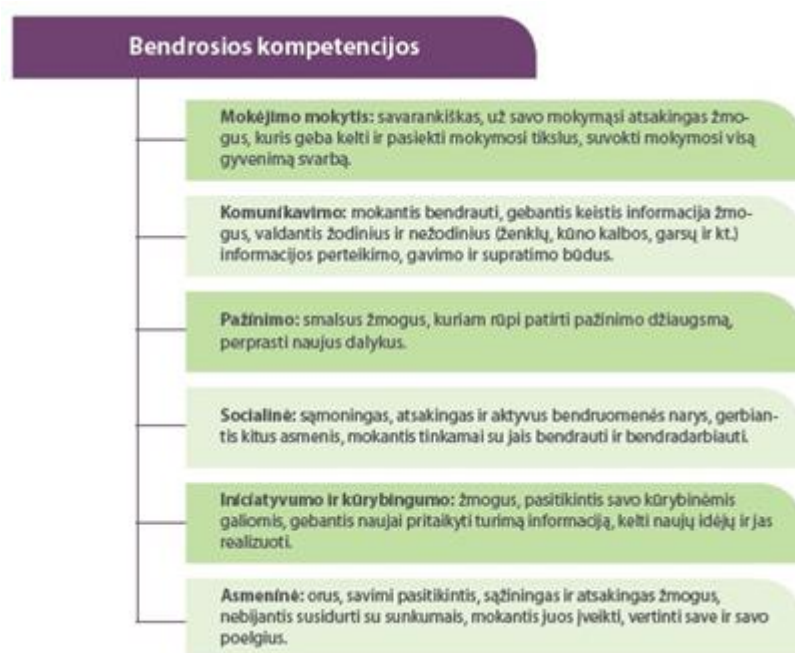 Bendrosios kompetencijos
Mokėjimo mokytis: savarankiškas, už savo mokymąsi atsakingas žmo-
gus, kuris geba kelti ir pasiekti mokymosi tikslus, suvokti mokymosi visą
gyvenimą svarbą.
Komunikavimo: mokantis bendrauti, gebantis keistis informacija žmo-
gus, valdantis žodinius ir nežodinius (ženklų, kūno kalbos, garsų ir kt.)
informacijos perteikimo, gavimo ir supratimo būdus.
Pažinimo: smalsus žmogus, kuriam rūpi patirti pažinimo džiaugsmą,
perprasti naujus dalykus.
Socialinė: sąmoningas, atsakingas ir aktyvus bendruomenės narys, gerbian-
tis kitus asmenis, mokantis tinkamai su jais bendrauti ir bendradarbiauti.
Iniciatyvumo ir kūrybingumo: žmogus, pasitikintis savo kūrybinėmis
galiomis, gebantis naujai pritaikyti turimą informaciją, kelti naujų idėjų ir jas
realizuoti.
Asmeninė: orus, savimi pasitikintis, sąžiningas ir atsakingas žmogus,
nebijantis susidurti su sunkumais, mokantis juos įveikti, vertinti save ir savo
poelgius.